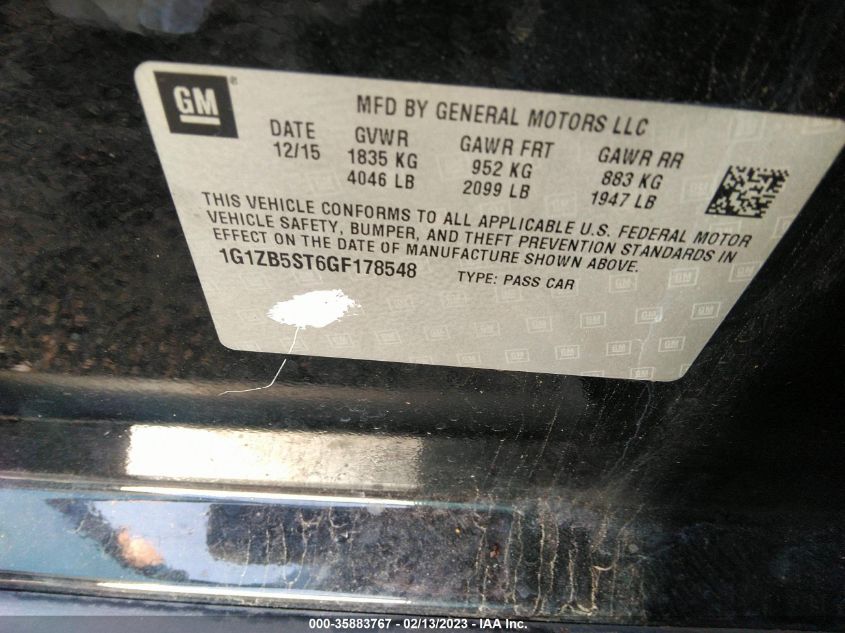 GM ®
MFD BY GENERAL MOTORS LLC
DATE GVWR GAWR FRT GAWR RR
12/15 1835 KG 952 KG 883 KG
4046 LB 2099 LB 1947 LB
THIS VEHICLE CONFORMS TO ALL APPLICABLE U.S. FEDERAL MOTOR
VEHICLE SAFETY, BUMPER, AND THEFT PREVENTION STANDARDS IN
EFFECT ON THE DATE OF MANUFACTURE SHOWN ABOVE.
1G1ZB5ST6GF178548 TYPE: PASS CAR
000-35883767 - 02/13/2023 - IAA Inc.